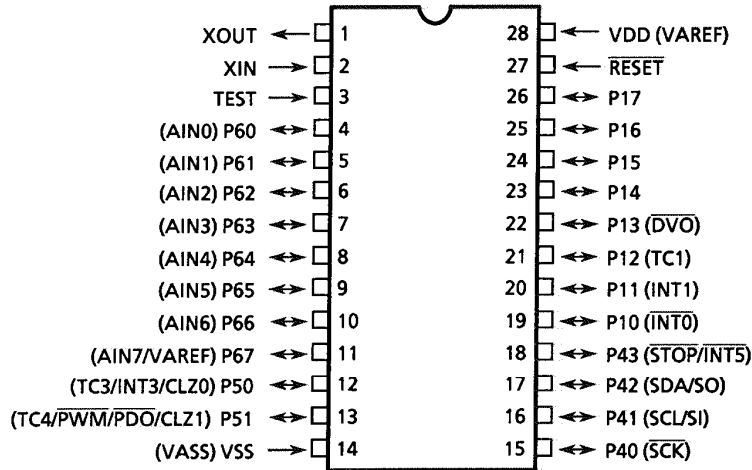 XOUT 1 28 VDD (VAREF)
XIN 2 27 RESET
TEST 3 26 P17
(AIN0) P60 4 25 P16
(AIN1) P61 5 24 P15
(AIN2) P62 6 23 P14
(AIN3) P63 7 22 P13 (DVO)
(AIN4) P64 8 21 P12 (TC1)
(AIN5) P65 9 20 P11 (INT1)
(AIN6) P66 10 19 P10 (INT0)
(AIN7/VAREF) P67 11 18 P43 (STOP/INT5)
(TC3/INT3/CLZ0) P50 12 17 P42 (SDA/SO)
(TC4/PWM/PDO/CLZ1) P51 13 16 P41 (SCL/SI)
(VASS) VSS 14 15 P40 (SCK)